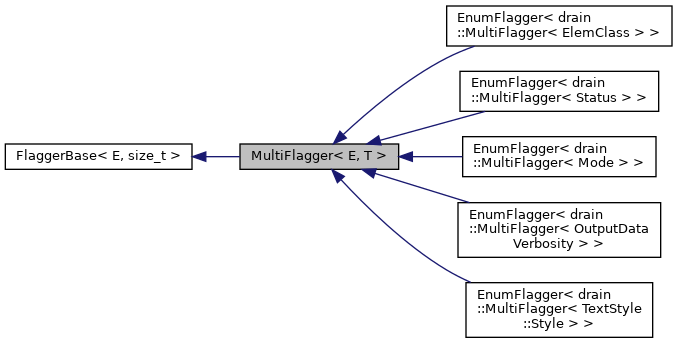 EnumFlagger< drain
::MultiFlagger< ElemClass > >
EnumFlagger< drain
::MultiFlagger< Status > >
FlaggerBase< E, size_t >
MultiFlagger< E, T >
EnumFlagger< drain
::MultiFlagger< Mode > >
EnumFlagger< drain
::MultiFlagger< OutputData
Verbosity > >
EnumFlagger< drain
::MultiFlagger< TextStyle
::Style > >